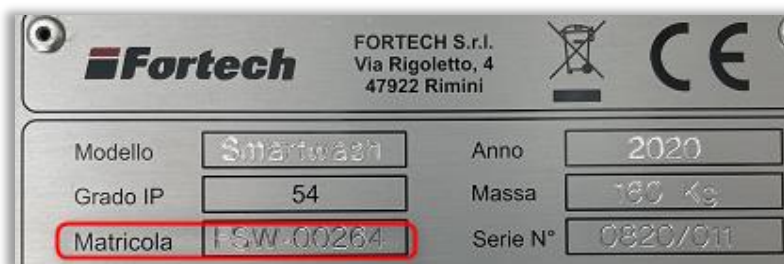 Fortech
FORTECH S.r.l.
Via Rigoletto, 4
47922 Rimini
CE
Modello Smartwash Anno 2020
Grado IP 54 Massa 160 Kg
Matricola FSW-00264 Serie N° 0820/011